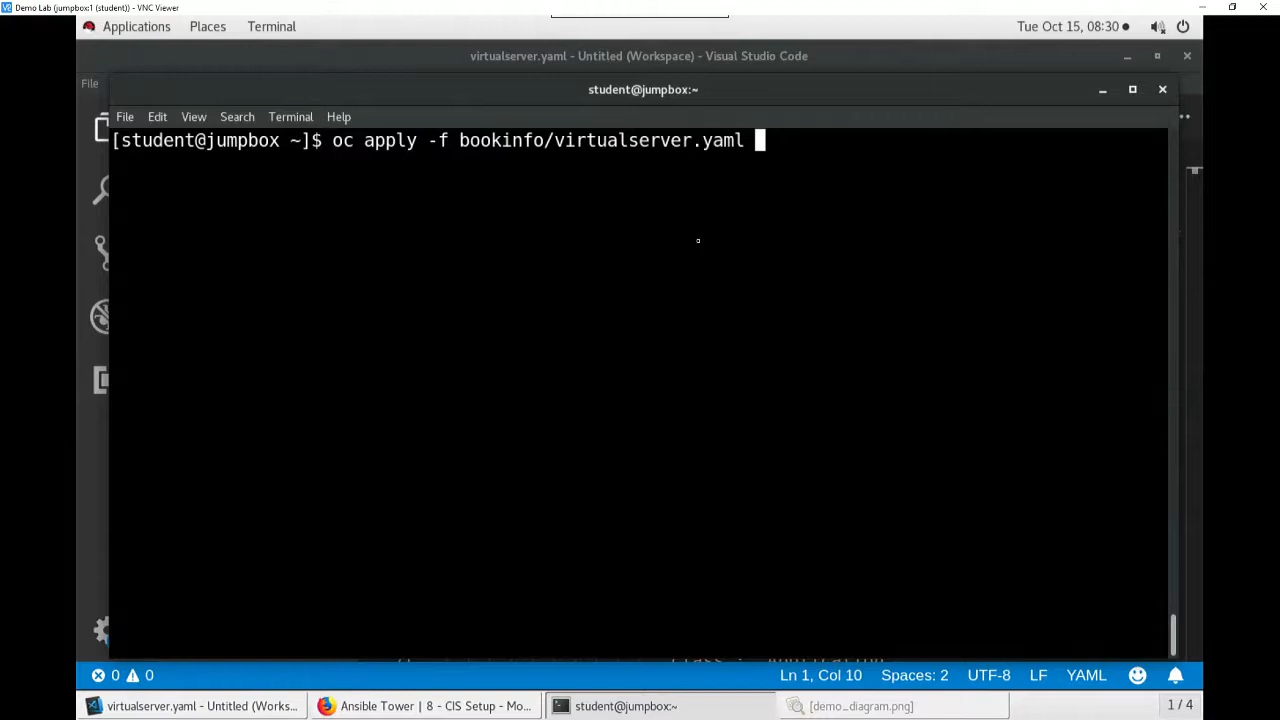 Demo Lab (jumpbox:1 (student)) - VNC Viewer
Applications Places Terminal Tue Oct 15, 08:30
virtualserver.yaml - Untitled (Workspace) - Visual Studio Code
File
student@jumpbox:~
File Edit View Search Terminal Help
[student@jumpbox ~]$ oc apply -f bookinfo/virtualserver.yaml
0 0 Ln 1, Col 10 Spaces: 2 UTF-8 LF YAML
virtualserver.yaml - Untitled (Works... Ansible Tower | 8 - CIS Setup - Mo... student@jumpbox:~ [demo_diagram.png] 1 / 4